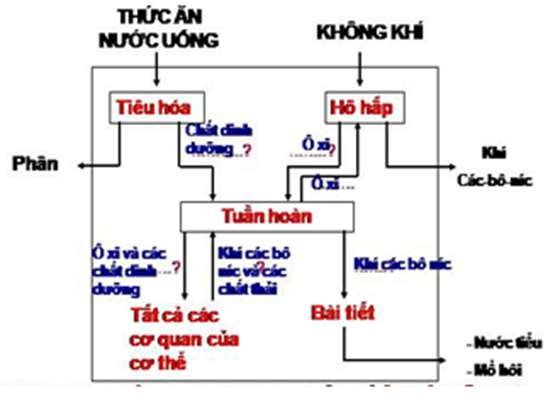 THỨC ĂN
NƯỚC UỐNG
KHÔNG KHÍ
Tiêu hóa
Hô hấp
Chất dinh
dưỡng ...?
Ô xi?
Phân
Khí
Các-bô-níc
Ô xi ...
Tuần hoàn
Ô xi và các
chất dinh ...?
dưỡng
Khí các bô
níc và các?
chất thải
Khí các bô níc
Tất cả các
cơ quan của
cơ thể
Bài tiết
- Nước tiểu
- Mồ hôi